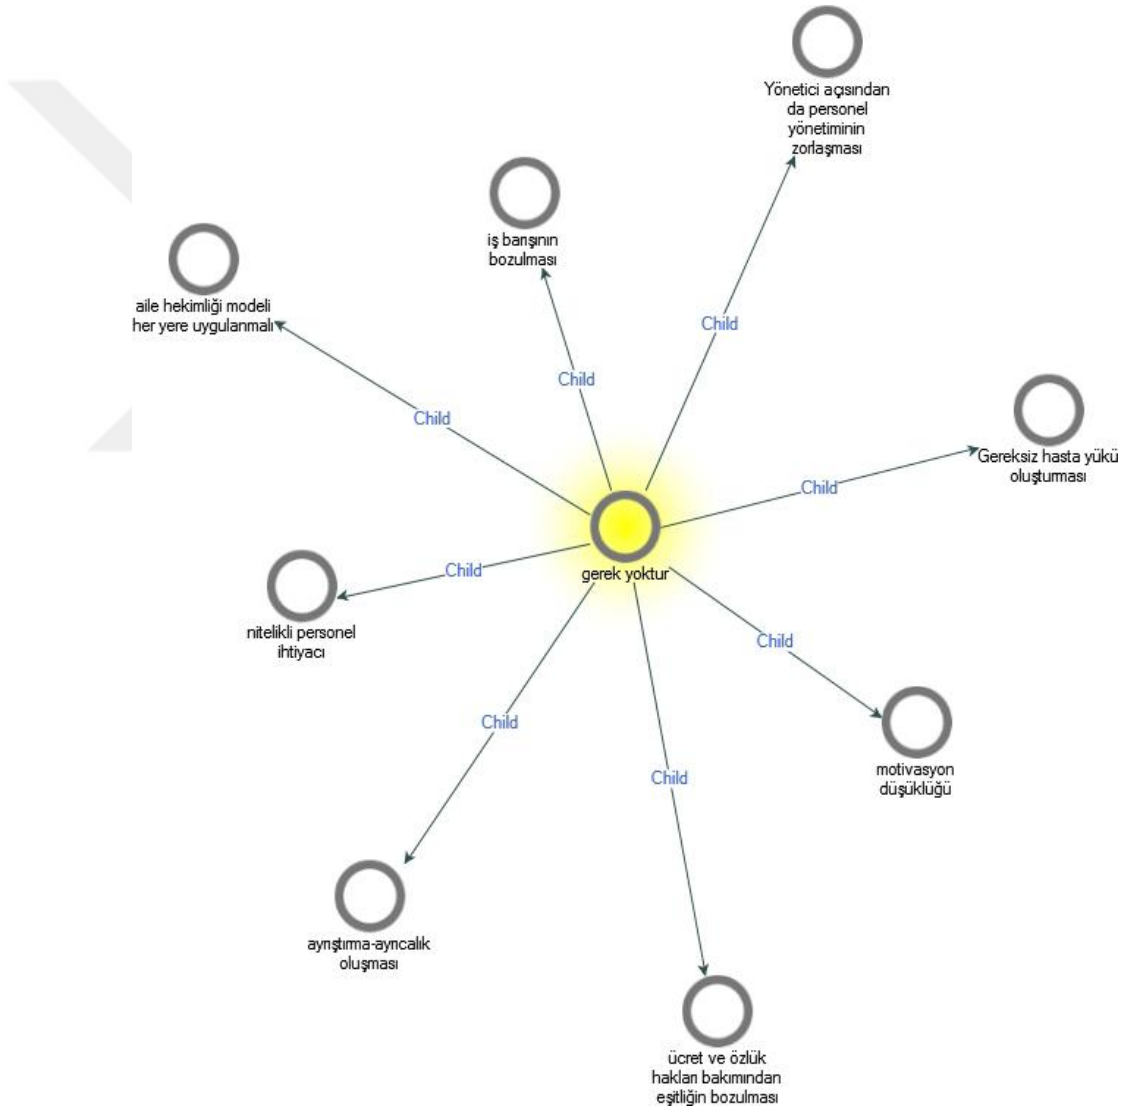 Yönetici açısından
da personel
yönetiminin
zorlaşması
iş barışının
bozulması
aile hekimliği modeli
her yere uygulanmalı
Child
Child
Child
Gereksiz hasta yükü
oluşturması
Child
gerek yoktur
Child
nitelikli personel
ihtiyacı
Child
motivasyon
düşüklüğü
Child
Child
ayrıştırma-ayrıcalık
oluşması
ücret ve özlük
hakları bakımından
eşitliğin bozulması